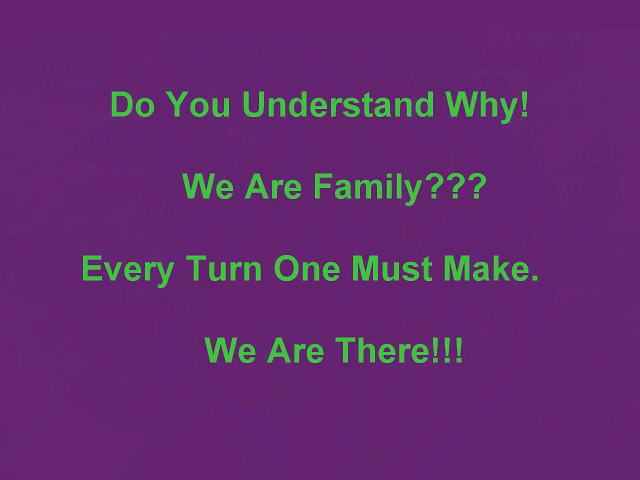 Do You Understand Why!
We Are Family???
Every Turn One Must Make.
We Are There!!!